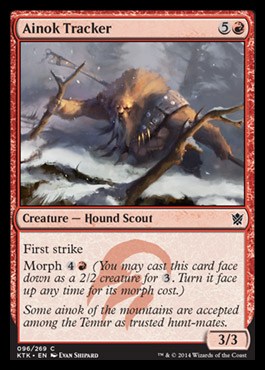 Ainok Tracker 5
Creature — Hound Scout
First strike
Morph 4 (You may cast this card face
down as a 2/2 creature for 3. Turn it face
up any time for its morph cost.)
Some ainok of the mountains are accepted
among the Temur as trusted hunt-mates.
3/3
096/269 C
KTK • EN Evan Shipard
™ & © 2014 Wizards of the Coast